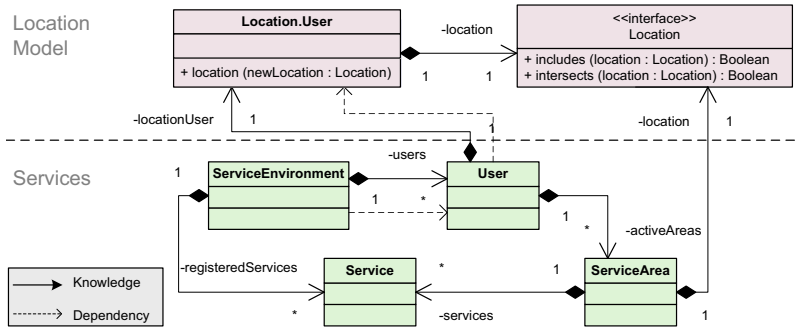 Location
Model
Location.User
+ location (newLocation : Location)
-location
1
1
<<interface>>
Location
+ includes (location : Location) : Boolean
+ intersects (location : Location) : Boolean
-locationUser
1
1
-location
1
Services
1
ServiceEnvironment
-users
1
*
User
1
*
-activeAreas
-registeredServices
*
Service
*
-services
1
ServiceArea
1
Knowledge
Dependency